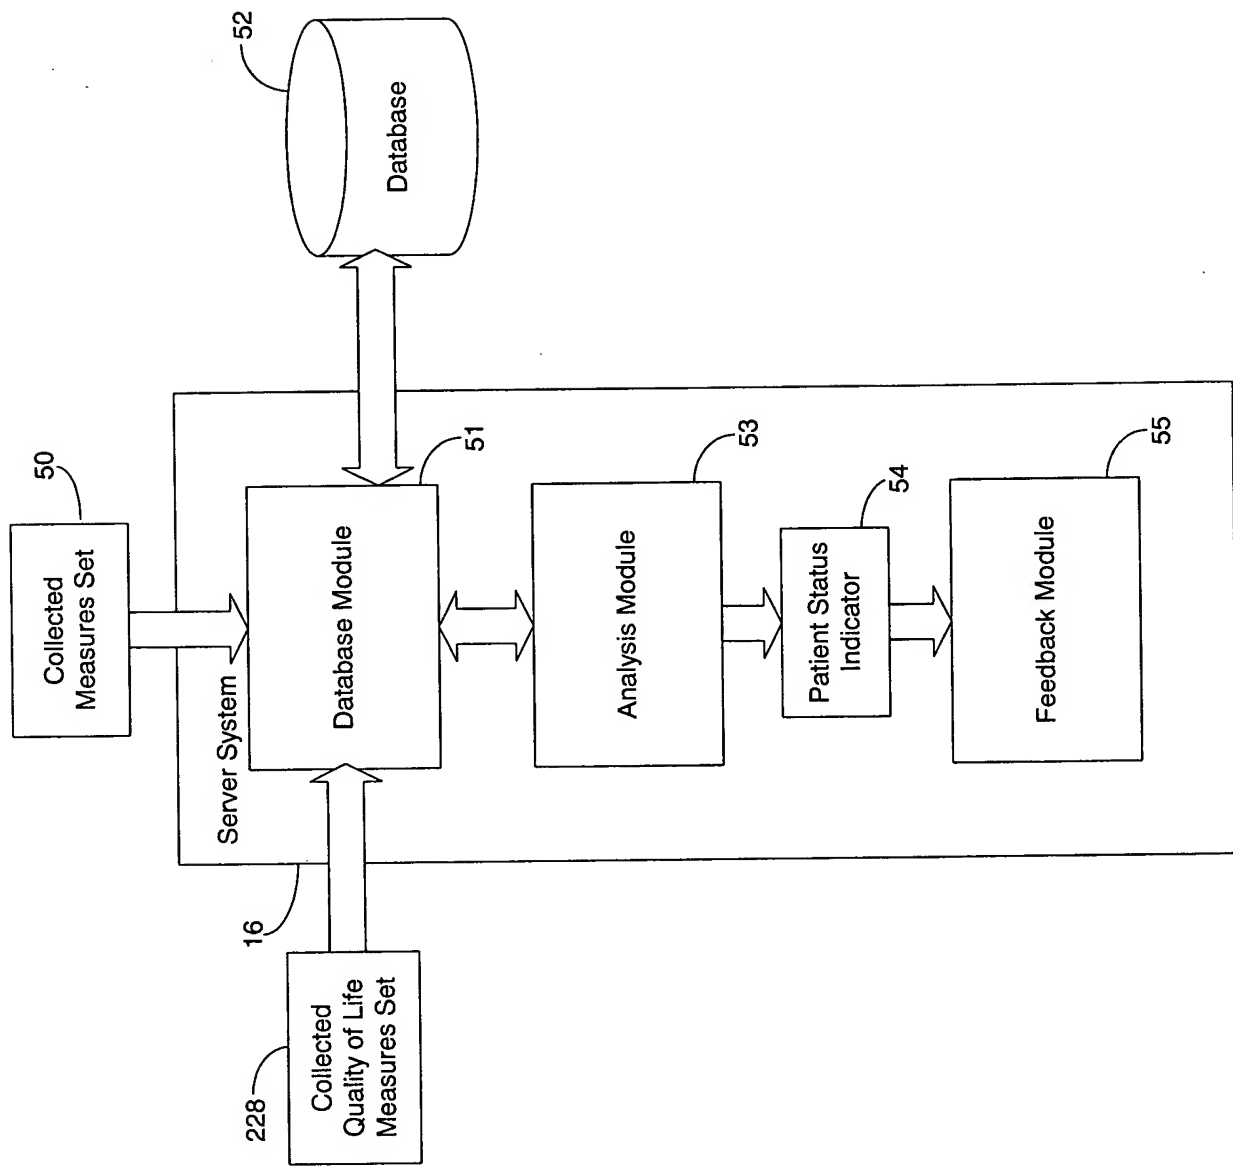 50
Collected
Measures Set
52
Database
Server System
Database Module
51
16
228
Collected
Quality of Life
Measures Set
Analysis Module
53
Patient Status
Indicator
54
Feedback Module
55